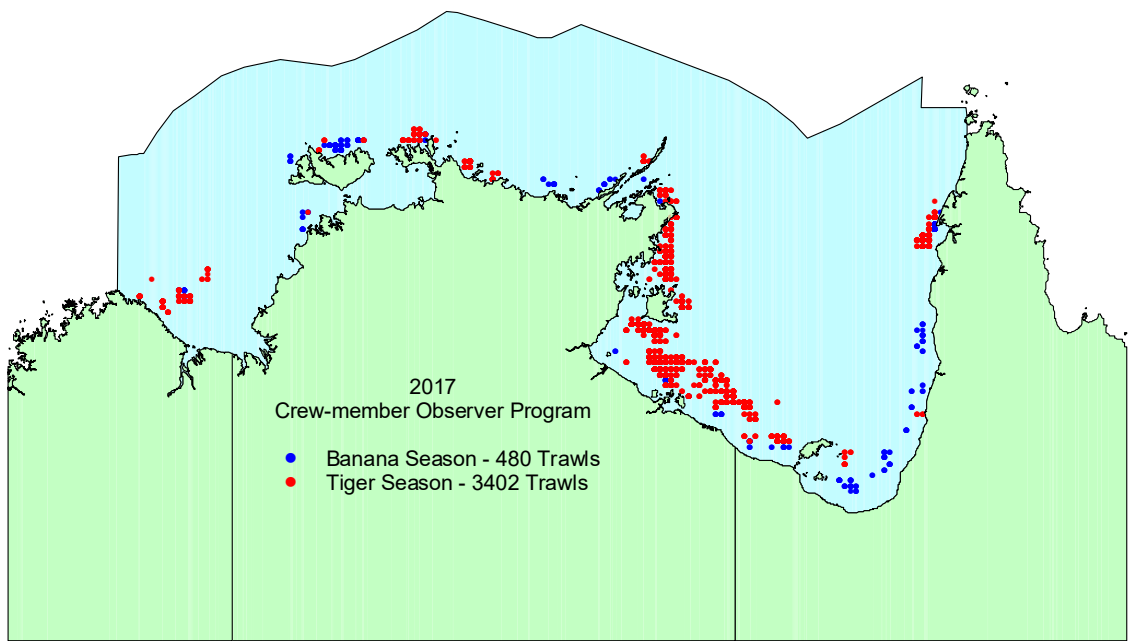 2017
Crew-member Observer Program
Banana Season - 480 Trawls
Tiger Season - 3402 Trawls